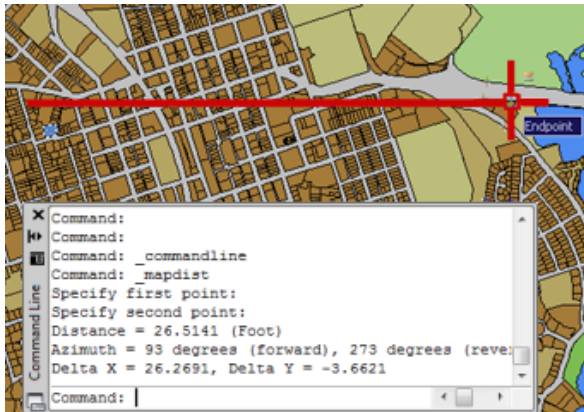 Endpoint
Command:
Command:
Command: _commandline
Command: _mapdist
Specify first point:
Specify second point:
Distance = 26.5141 (Foot)
Azimuth = 93 degrees (forward), 273 degrees (rever
Delta X = 26.2691, Delta Y = -3.6621
Command Line
Command: